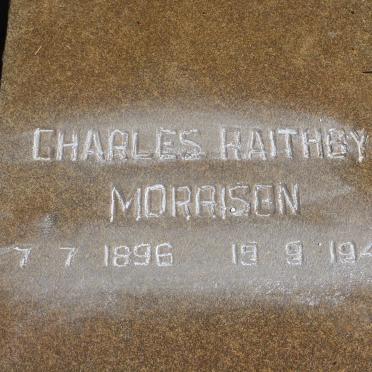 CHARLES RAITHBY
MORRISON
7 7 1896 19 9 194